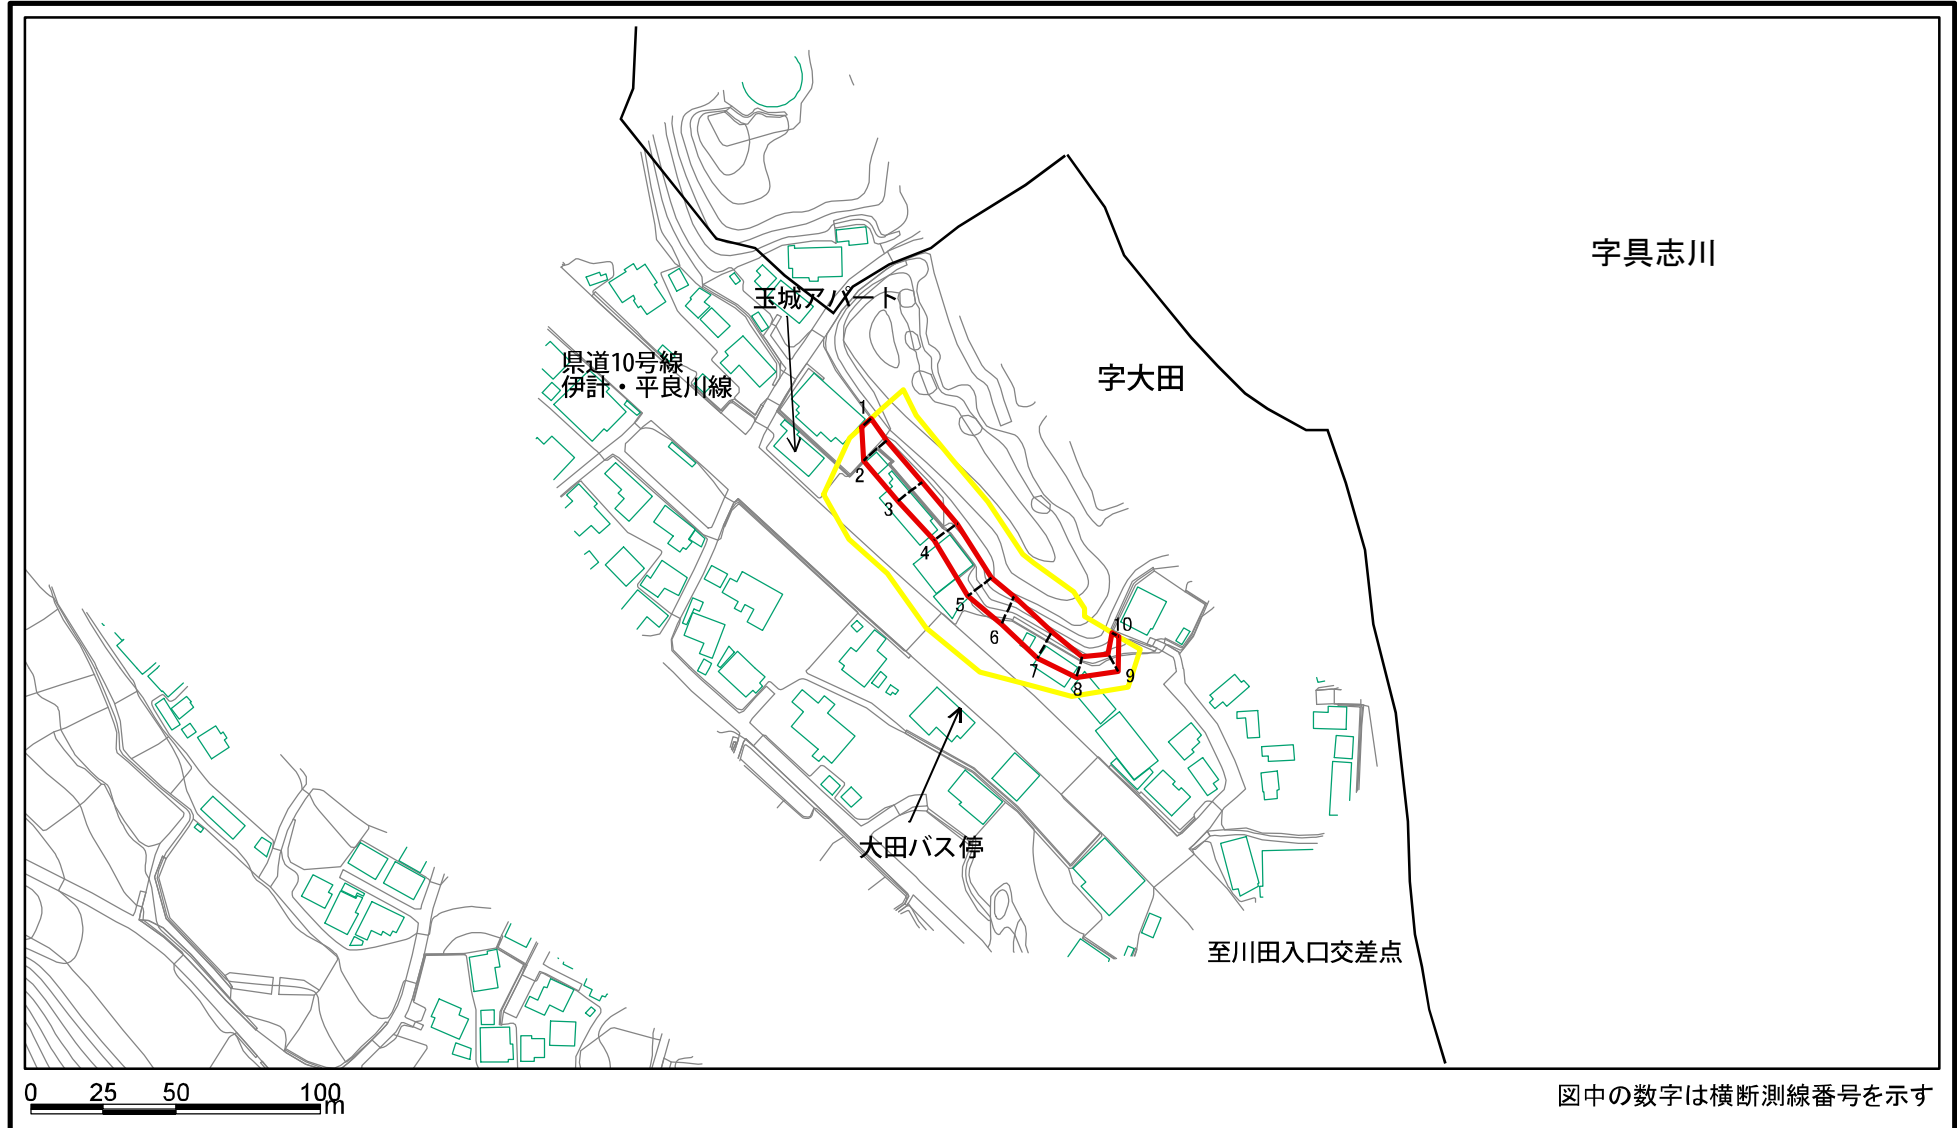 字具志川
玉城アパート
県道10号線
伊計・平良川線
字大田
1
2
3
4
5
6
7
8
9
10
大田バス停
至川田入口交差点
0 25 50 100m
図中の数字は横断測線番号を示す